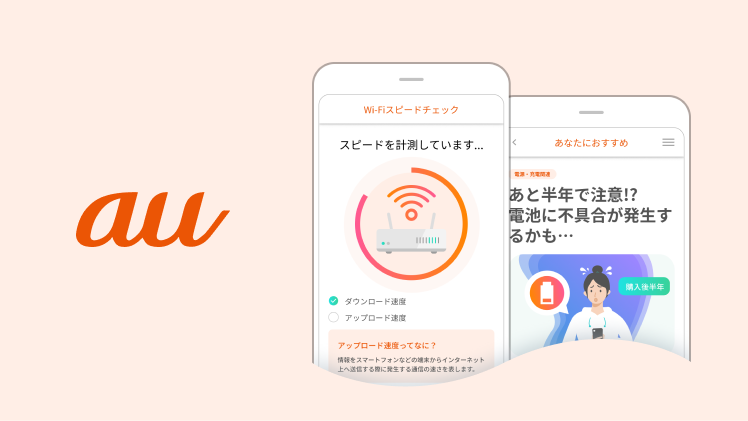 au
Wi-Fiスピードチェック
スピードを計測しています...
ダウンロード速度
アップロード速度
アップロード速度ってなに？
情報をスマートフォンなどの端末からインターネット
上へ送信する際に発生する通信の速さを表します。
あなたにおすすめ
電源・充電関連
あと半年で注意!?
電池に不具合が発生す
るかも…
購入後半年